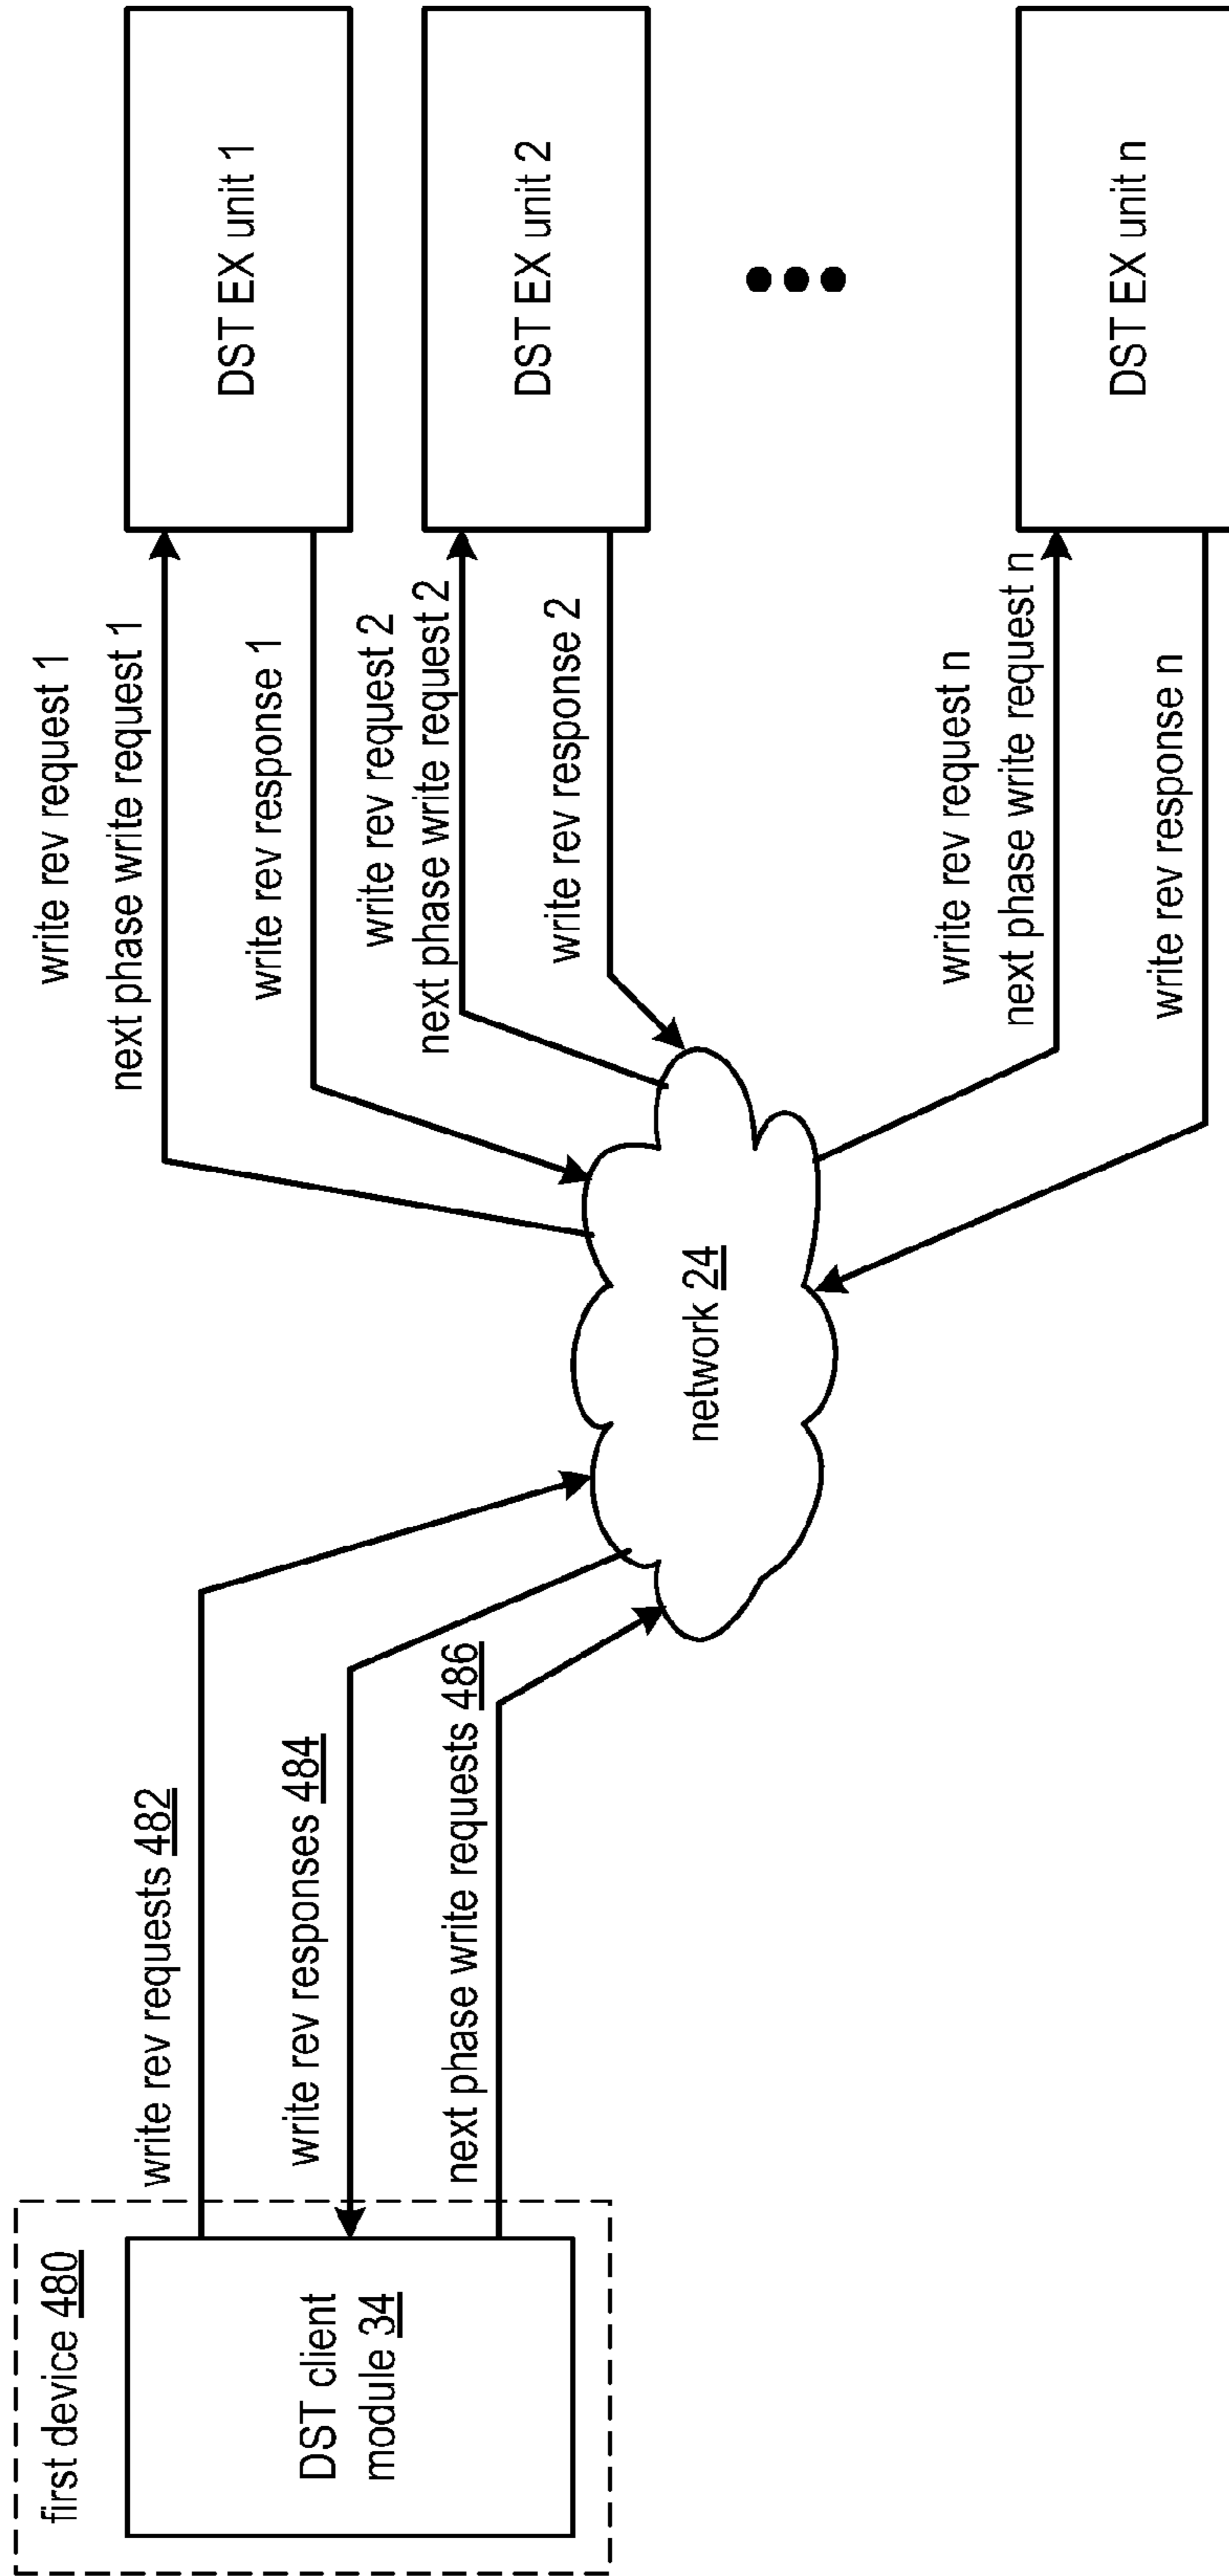 first device 480
DST client
module 34
write rev requests 482
write rev responses 484
next phase write requests 486
network 24
write rev request 1
next phase write request 1
write rev response 1
write rev request 2
next phase write request 2
write rev response 2
write rev request n
next phase write request n
write rev response n
DST EX unit 1
DST EX unit 2
DST EX unit n